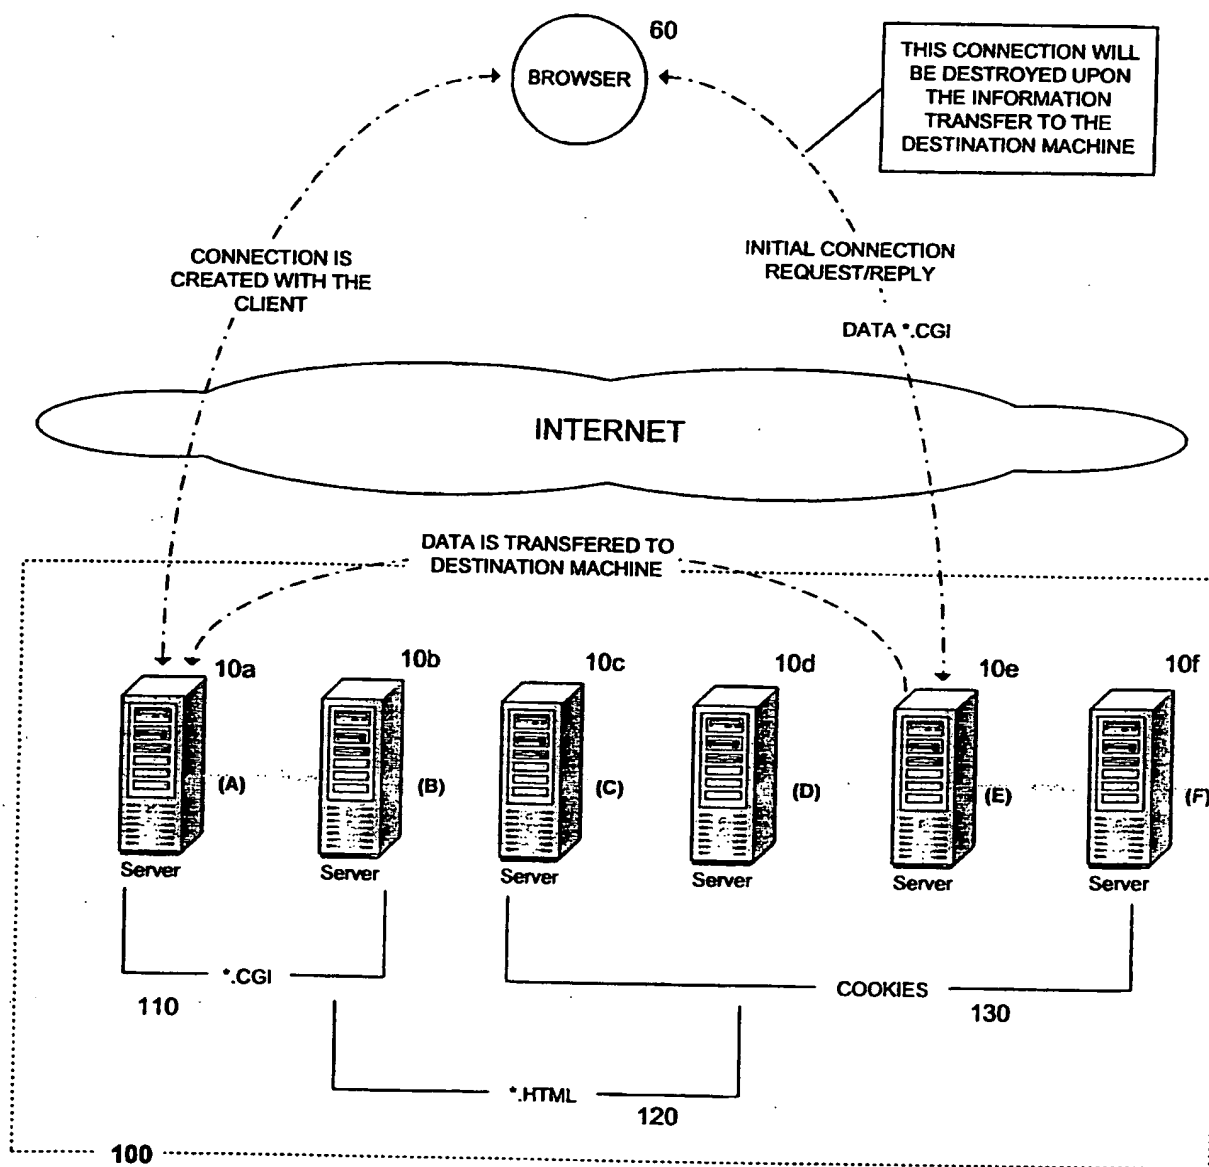 60
BROWSER
THIS CONNECTION WILL
BE DESTROYED UPON
THE INFORMATION
TRANSFER TO THE
DESTINATION MACHINE
CONNECTION IS
CREATED WITH THE
CLIENT
INITIAL CONNECTION
REQUEST/REPLY
DATA *.CGI
INTERNET
DATA IS TRANSFERED TO
DESTINATION MACHINE
10a
10b
10c
10d
10e
10f
(A)
(B)
(C)
(D)
(E)
(F)
Server
Server
Server
Server
Server
Server
*.CGI
110
COOKIES
130
*.HTML
120
100